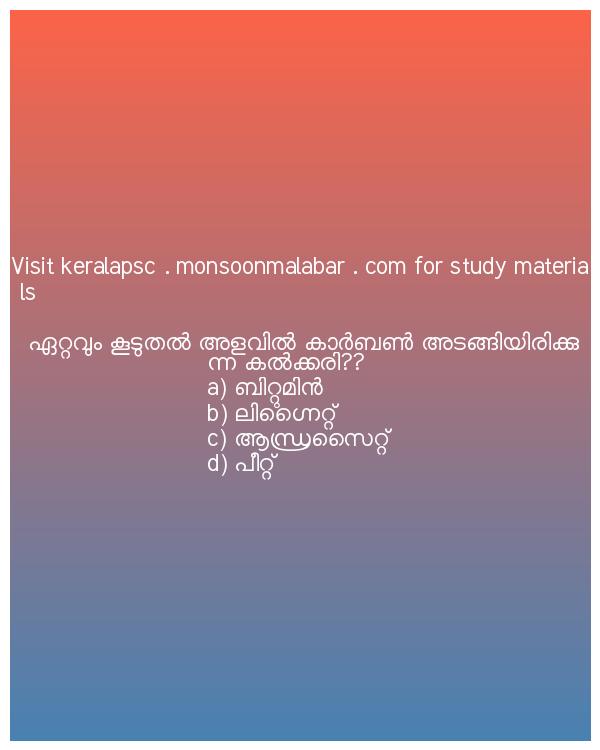 Visit keralapsc . monsoonmalabar . com for study materia
ls
ഏറ്റവും കൂടുതൽ അളവിൽ കാർബൺ അടങ്ങിയിരിക്കു
ന്ന കൽക്കരി??
a) ബിറ്റുമിൻ
b) ലിഗ്നൈറ്റ്
c) ആന്ധ്രസൈറ്റ്
d) പീറ്റ്